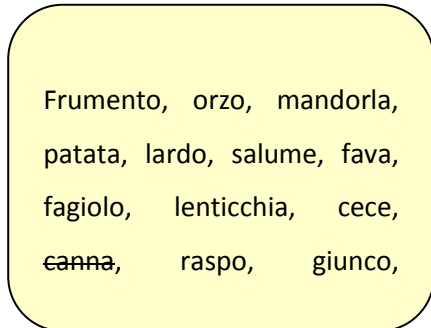 Frumento, orzo, mandorla,
patata, lardo, salume, fava,
fagiolo, lenticchia, cece,
canna, raspo, giunco,